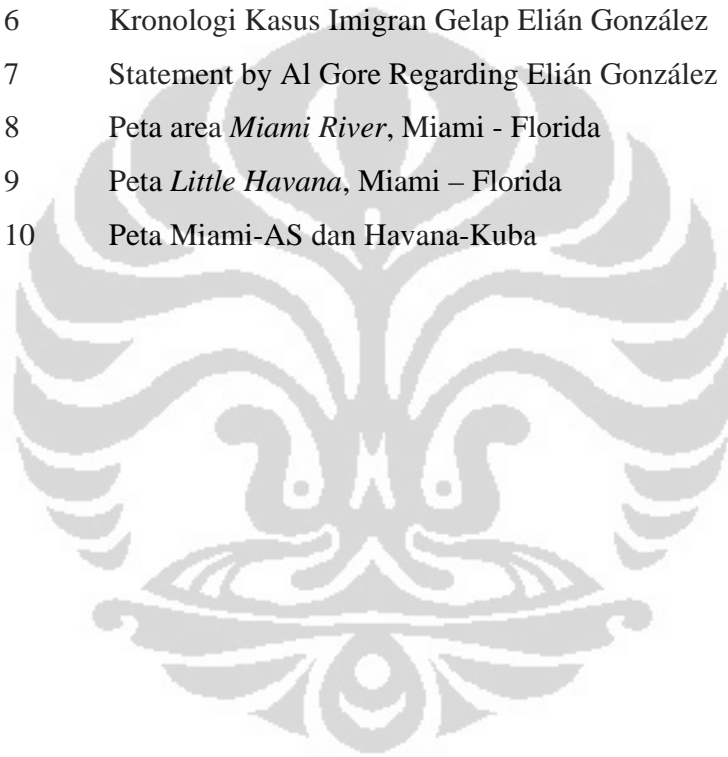 6 Kronologi Kasus Imigran Gelap Elián González
7 Statement by Al Gore Regarding Elián González
8 Peta area Miami River, Miami - Florida
9 Peta Little Havana, Miami – Florida
10 Peta Miami-AS dan Havana-Kuba